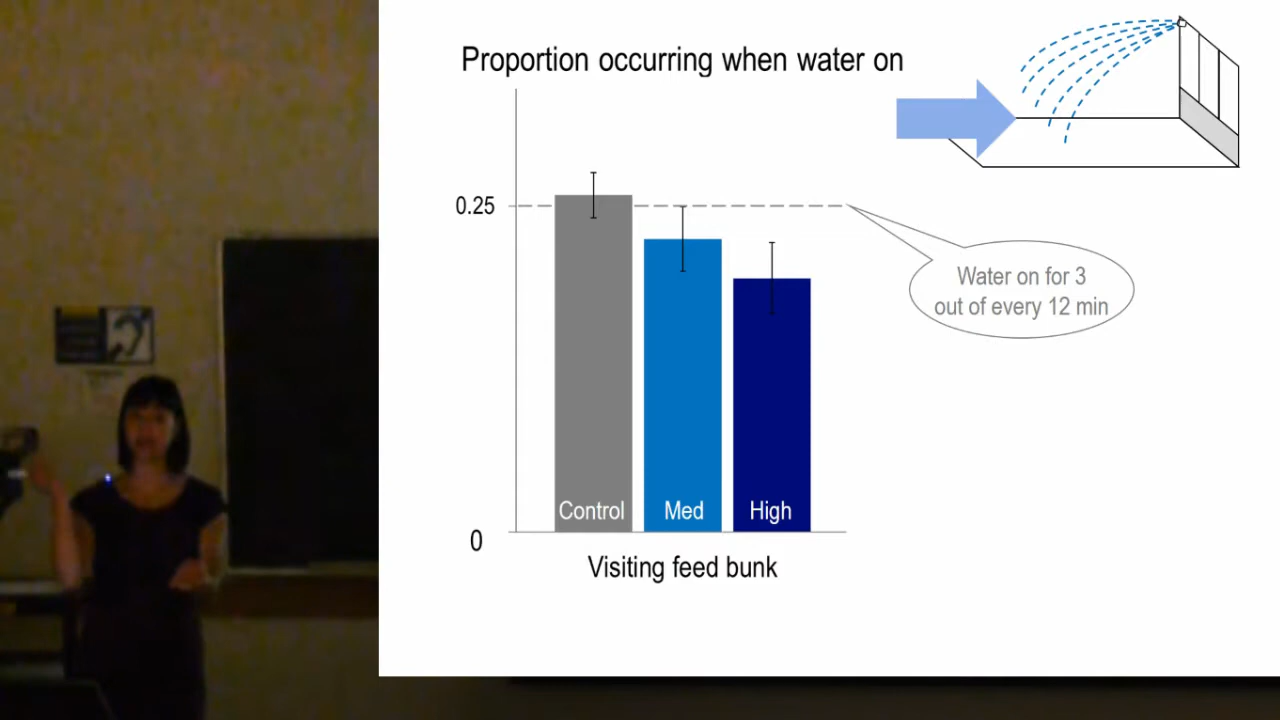 Proportion occurring when water on
0.25
Water on for 3
out of every 12 min
Control
Med
High
0
Visiting feed bunk